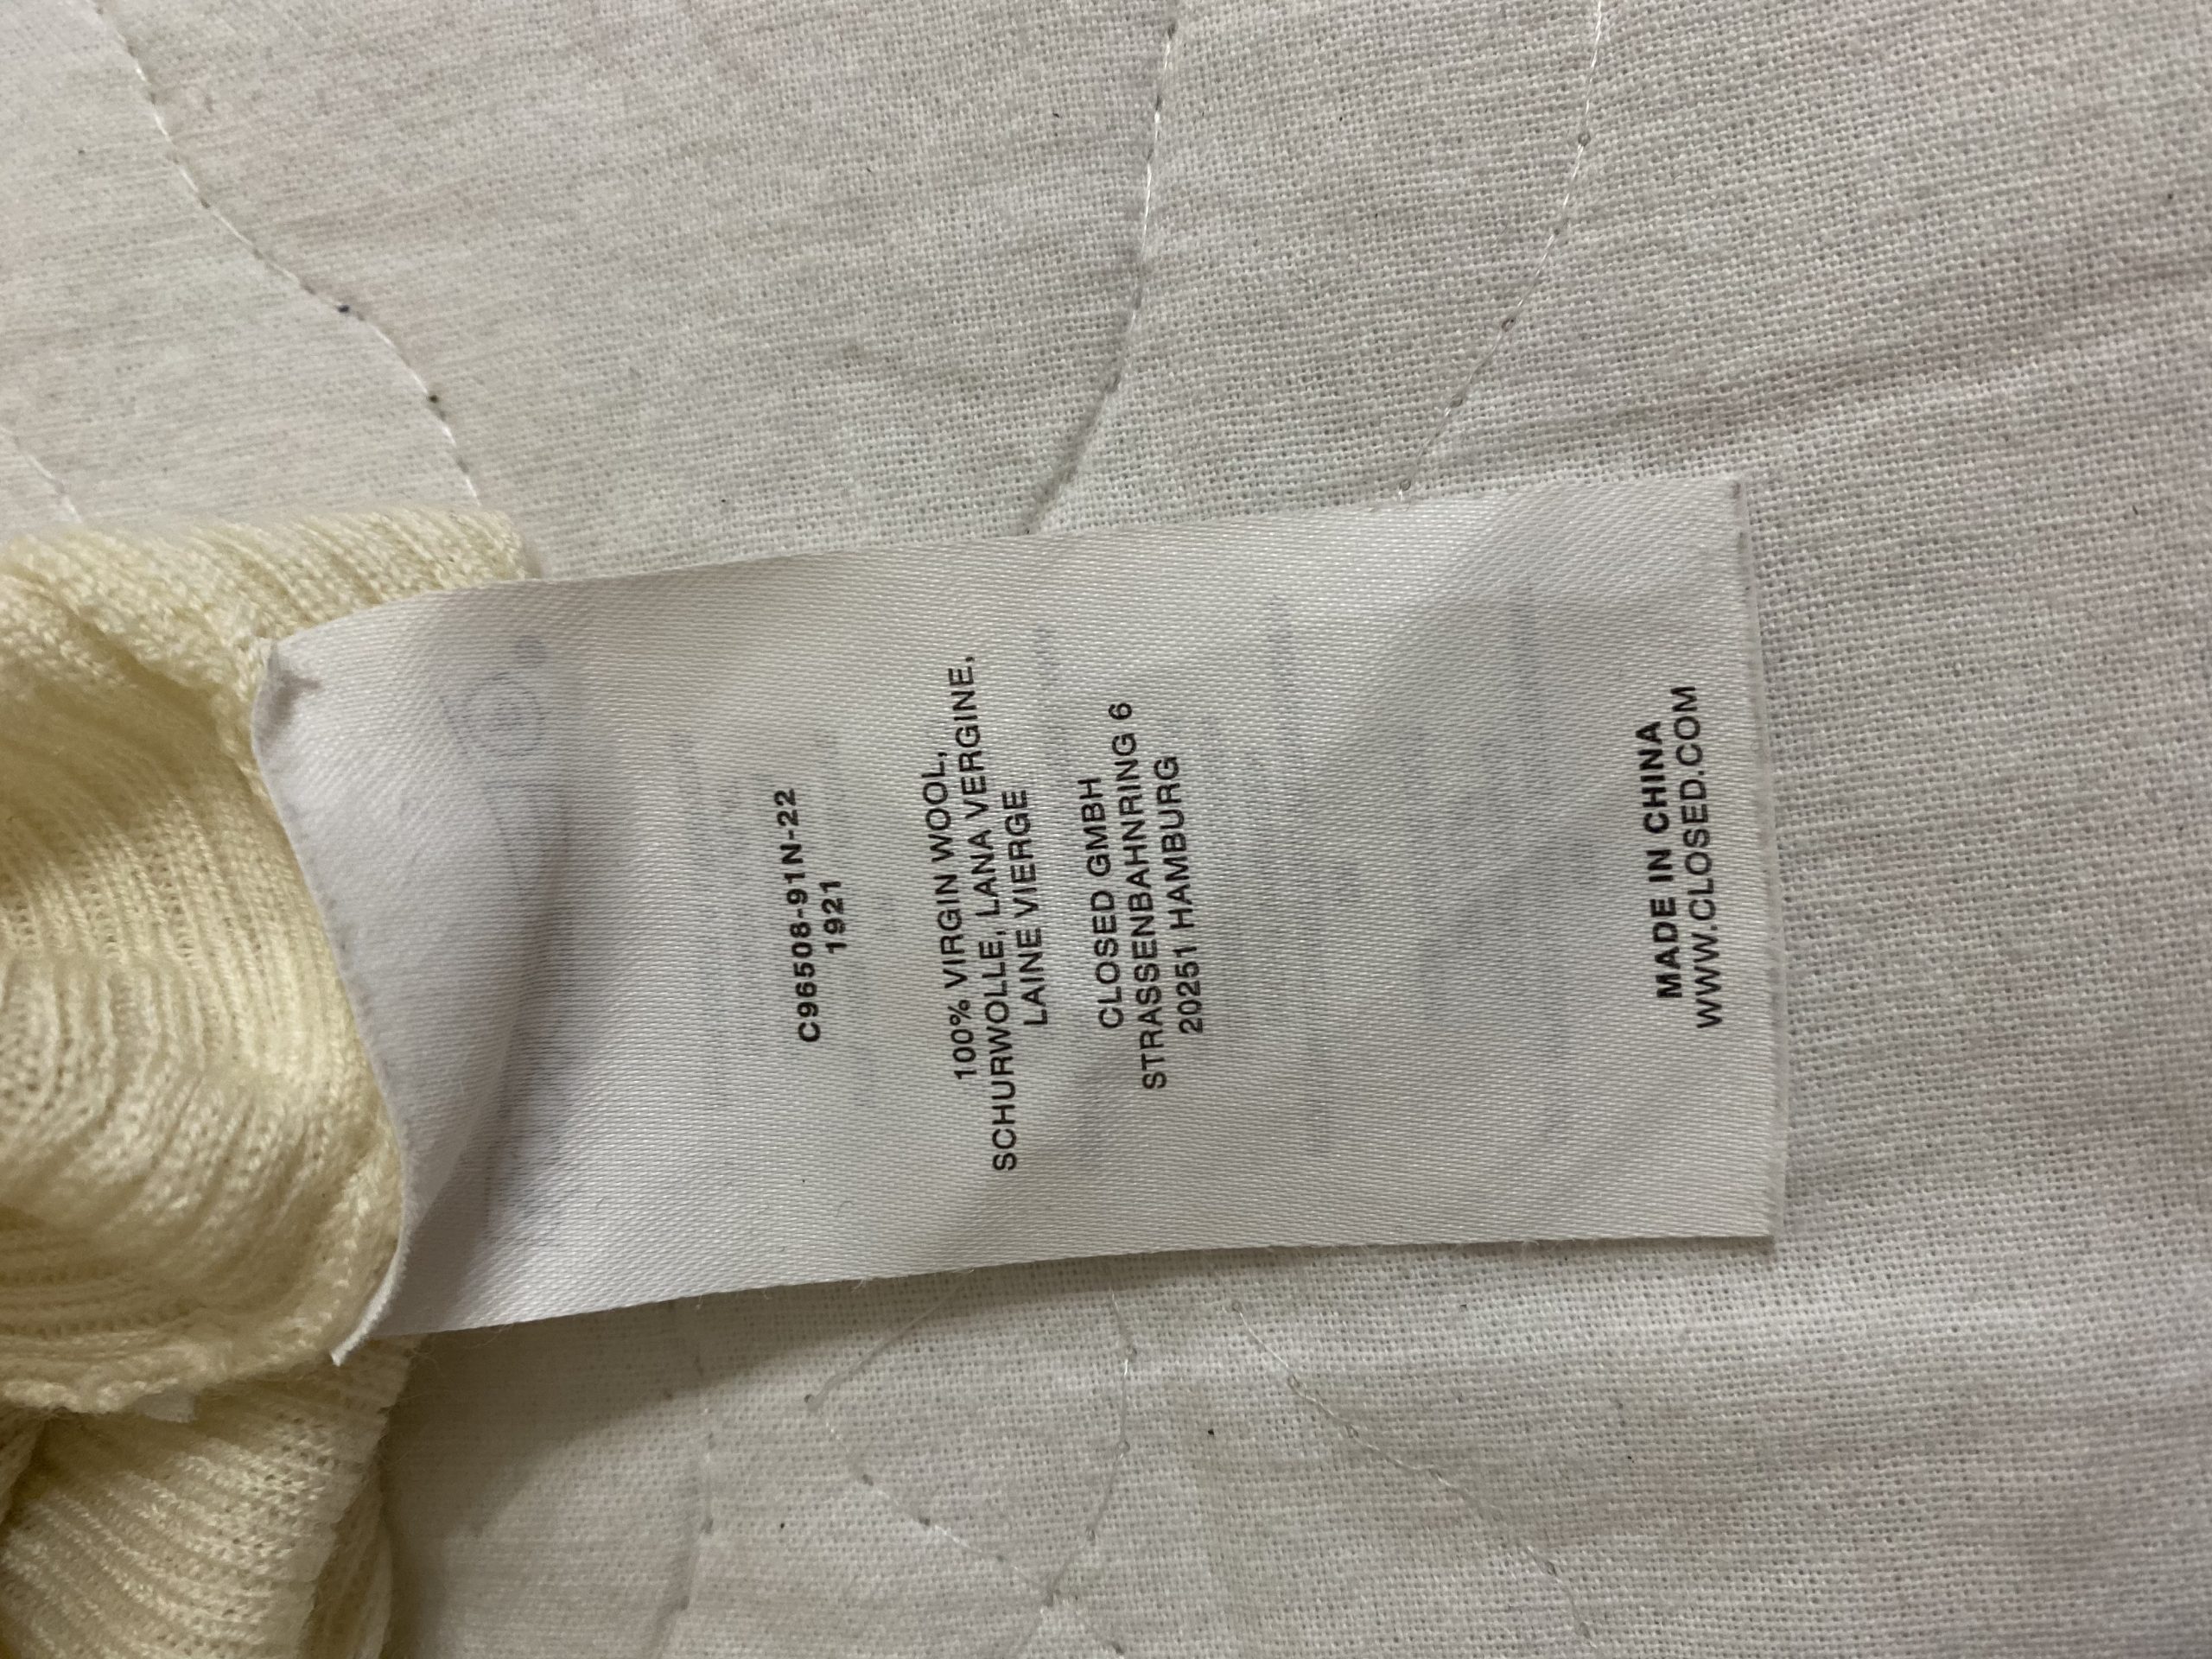 C96508-91N-22
1921
100% VIRGIN WOOL,
SCHURWOLLE, LANA VERGINE,
LAINE VIERGE
CLOSED GMBH
STRASSENBAHNRING 6
20251 HAMBURG
MADE IN CHINA
WWW.CLOSED.COM